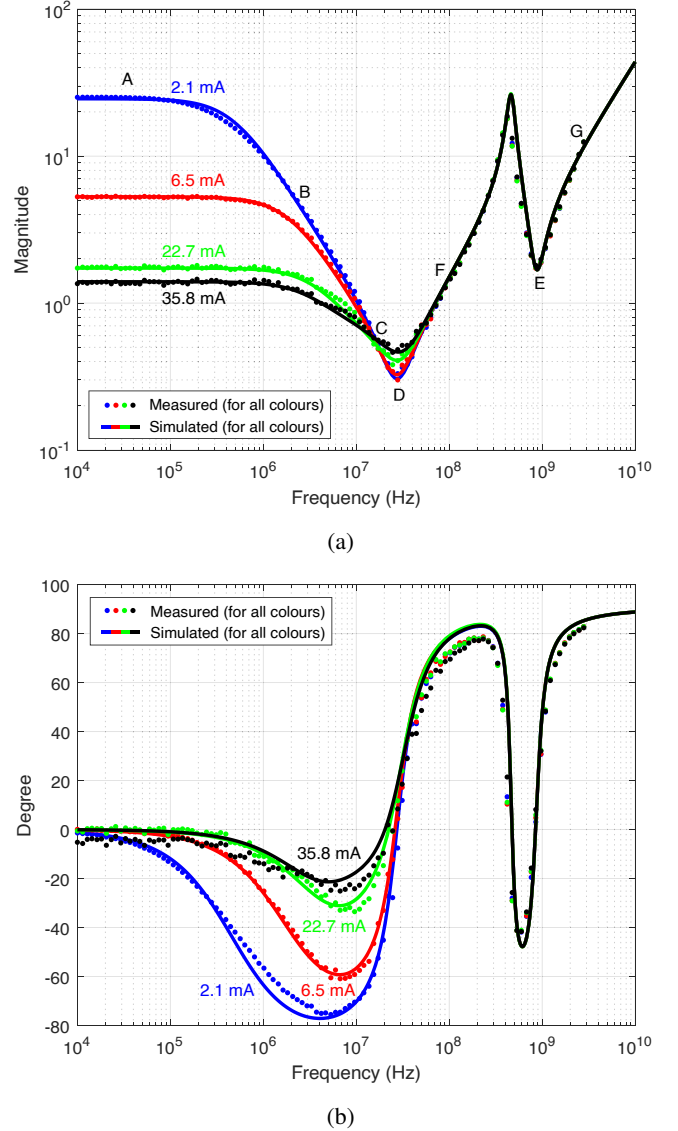 10^2
A
2.1 mA
G
10^1
6.5 mA
B
Magnitude
22.7 mA
F
10^0
35.8 mA
C
E
D
Measured (for all colours)
Simulated (for all colours)
10^-1
10^4 10^5 10^6 10^7 10^8 10^9 10^10
Frequency (Hz)
(a)
100
Measured (for all colours)
Simulated (for all colours)
80
60
40
20
Degree
0
35.8 mA
-20
22.7 mA
-40
-60
2.1 mA
6.5 mA
-80
10^4 10^5 10^6 10^7 10^8 10^9 10^10
Frequency (Hz)
(b)